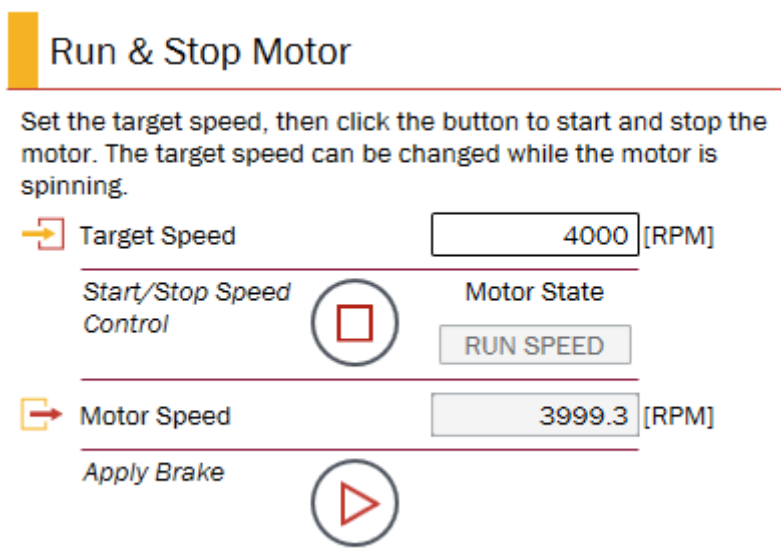 Run & Stop Motor
Set the target speed, then click the button to start and stop the
motor. The target speed can be changed while the motor is
spinning.
Target Speed 4000 [RPM]
Start/Stop Speed Motor State
Control
RUN SPEED
Motor Speed 3999.3 [RPM]
Apply Brake